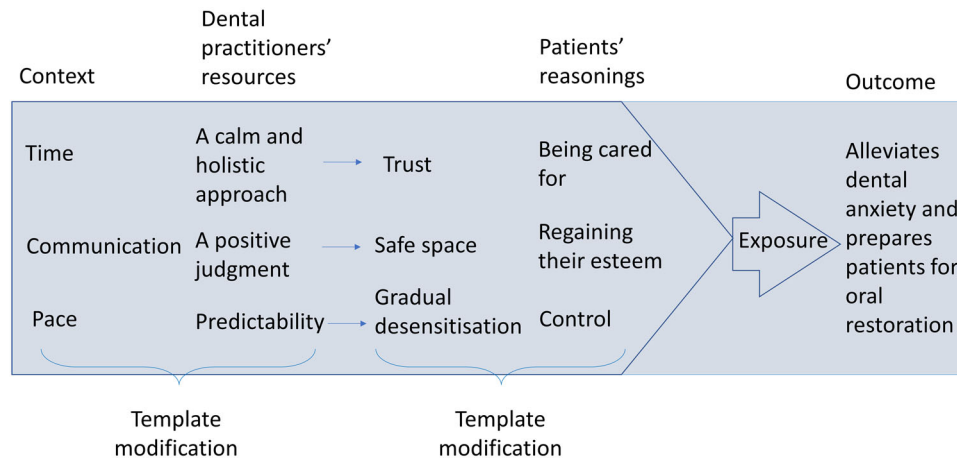 Context
Dental
practitioners’
resources
Patients’
reasonings
Outcome
Time
A calm and
holistic
approach
Trust
Being cared
for
Communication
A positive
judgment
Safe space
Regaining
their esteem
Pace
Predictability
Gradual
desensitisation
Control
Exposure
Alleviates
dental
anxiety and
prepares
patients for
oral
restoration
Template
modification
Template
modification